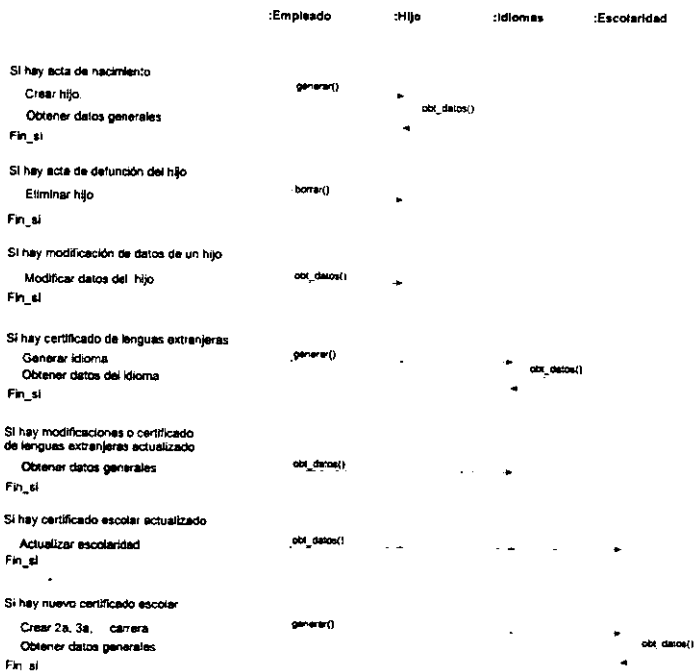 :Empleado :Hijo :Idiomas :Escolaridad
Si hay acta de nacimiento
Crear hijo. generar()
Obtener datos generales obt_datos()
Fin_si
Si hay acta de defunción del hijo
Eliminar hijo borrar()
Fin_si
Si hay modificación de datos de un hijo
Modificar datos del hijo obt_datos()
Fin_si
Si hay certificado de lenguas extranjeras
Generar idioma generar()
Obtener datos del idioma obt_datos()
Fin_si
Si hay modificaciones o certificado
de lenguas extranjeras actualizado
Obtener datos generales obt_datos()
Fin_si
Si hay certificado escolar actualizado
Actualizar escolaridad obt_datos()
Fin_si
Si hay nuevo certificado escolar
Crear 2a, 3a, carrera generar()
Obtener datos generales obt_datos()
Fin_si